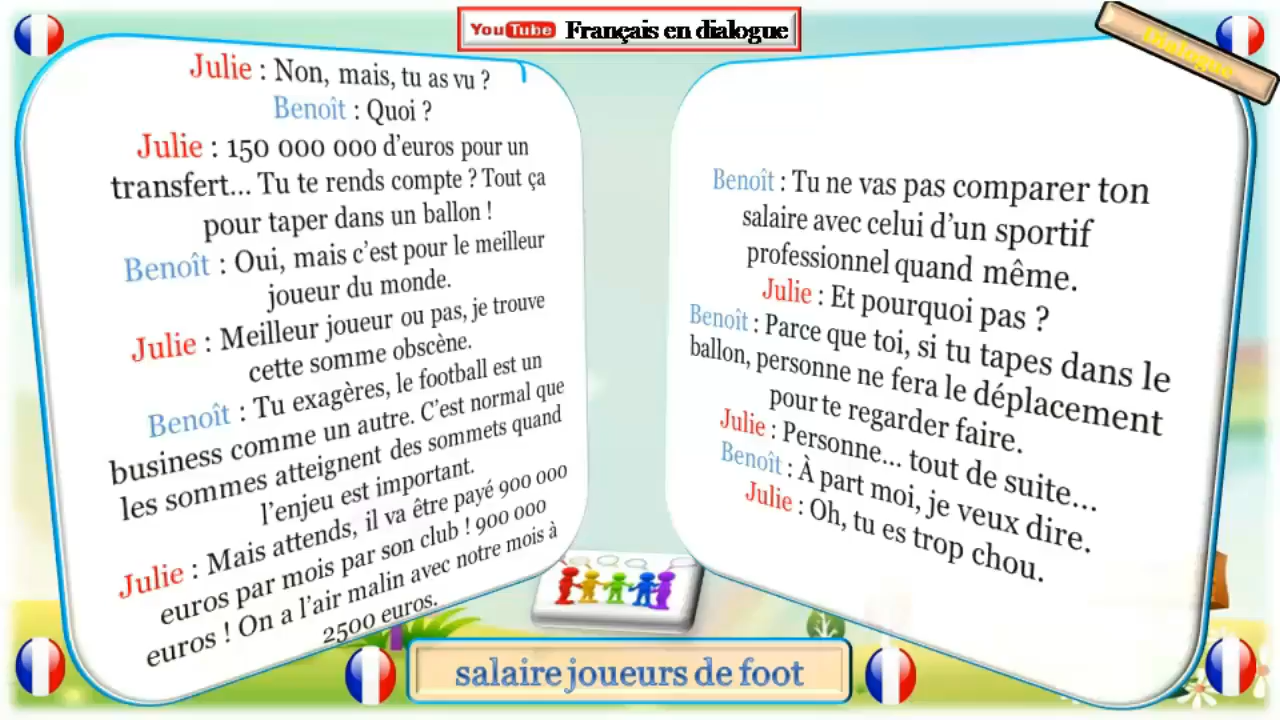 YouTube Français en dialogue
Dialogue
Julie : Non, mais, tu as vu ?
Benoît : Quoi ?
Julie : 150 000 000 d'euros pour un
transfert... Tu te rends compte ? Tout ça
pour taper dans un ballon !
Benoît : Oui, mais c'est pour le meilleur
joueur du monde.
Julie : Meilleur joueur ou pas, je trouve
cette somme obscène.
Benoît : Tu exagères, le football est un
business comme un autre. C'est normal que
les sommes atteignent des sommets quand
l'enjeu est important.
Julie : Mais attends, il va être payé 900 000
euros par mois par son club ! 900 000
euros ! On a l'air malin avec notre mois à
2500 euros.
Benoît : Tu ne vas pas comparer ton
salaire avec celui d'un sportif
professionnel quand même.
Julie : Et pourquoi pas ?
Benoît : Parce que toi, si tu tapes dans le
ballon, personne ne fera le déplacement
pour te regarder faire.
Julie : Personne... tout de suite...
Benoît : À part moi, je veux dire.
Julie : Oh, tu es trop chou.
salaire joueurs de foot